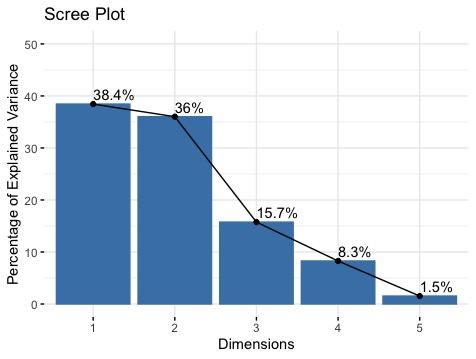 Scree Plot
Percentage of Explained Variance
50
40
30
20
10
0
38.4%
36%
15.7%
8.3%
1.5%
1 2 3 4 5
Dimensions